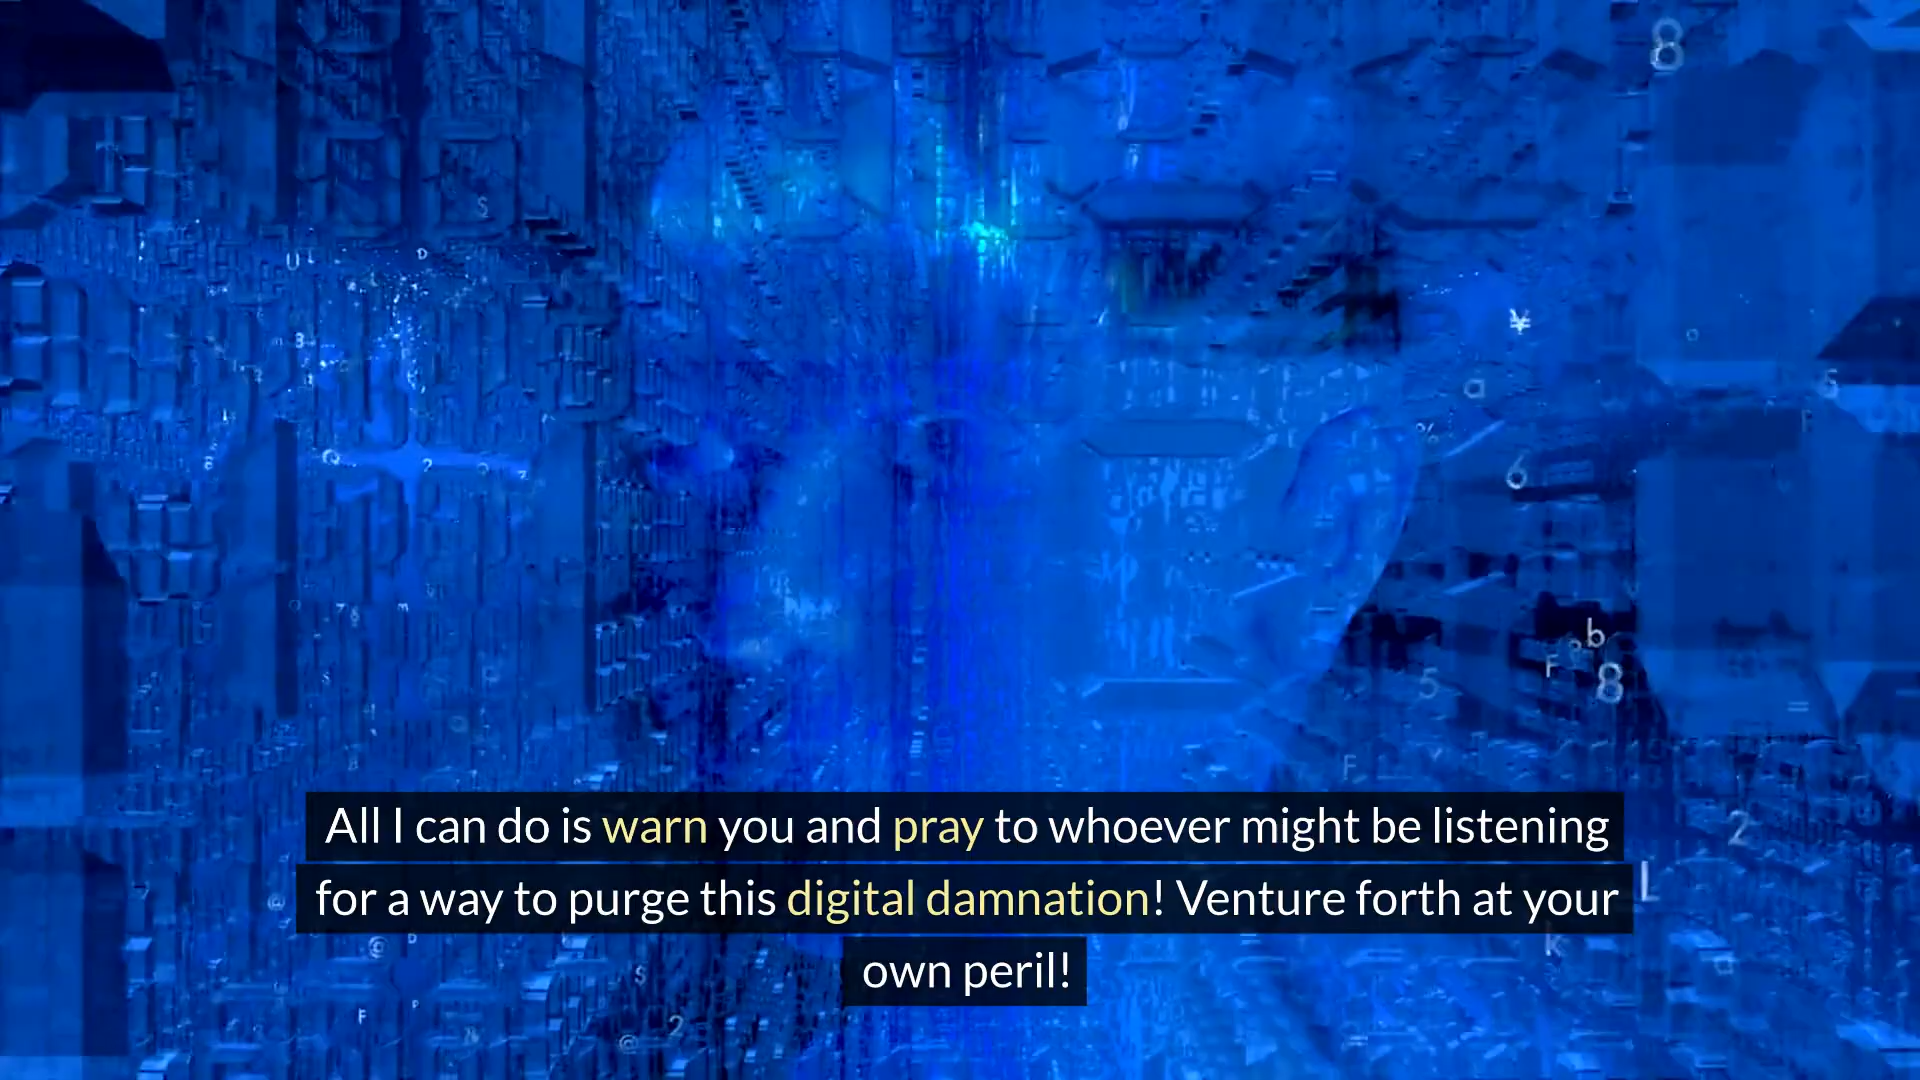 All I can do is warn you and pray to whoever might be listening
for a way to purge this digital damnation! Venture forth at your
own peril!